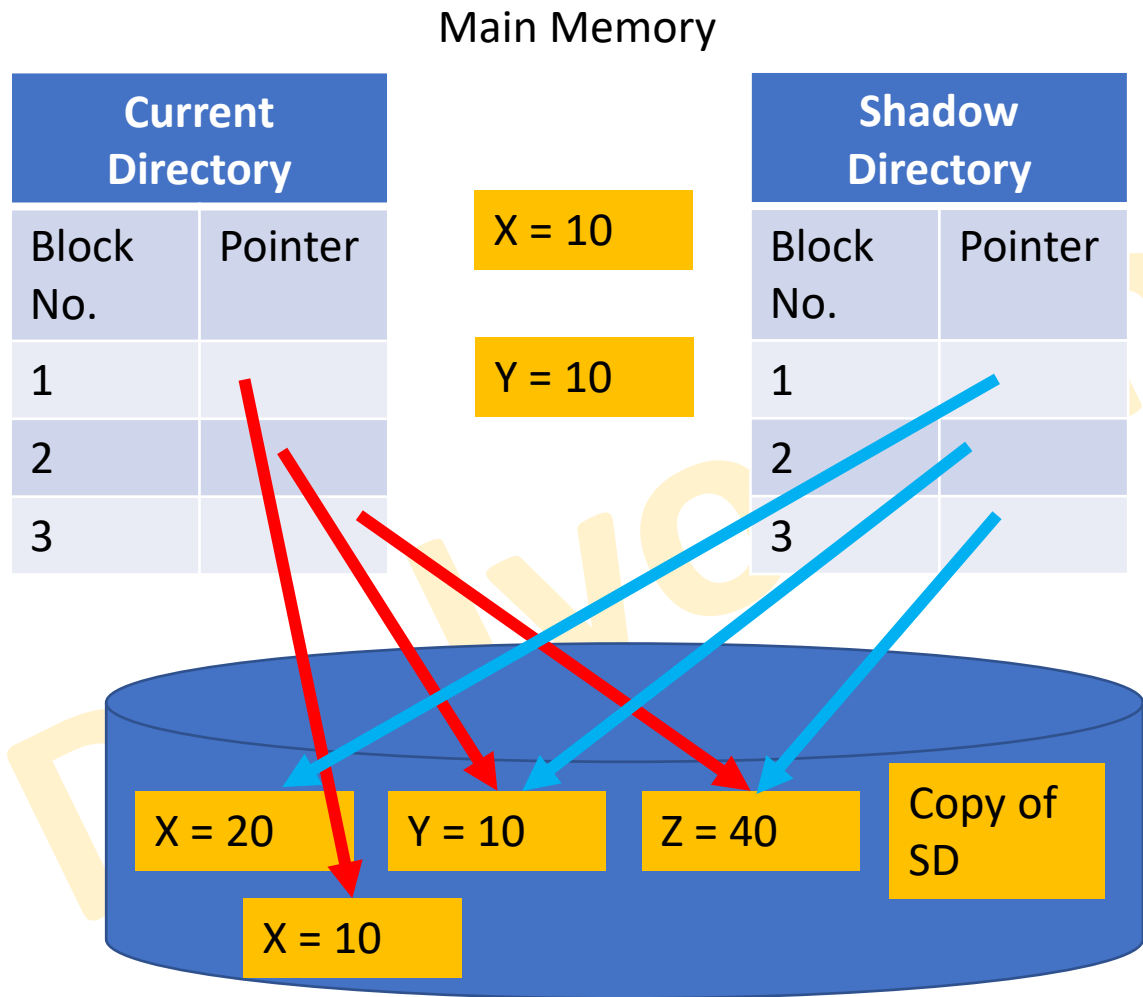 Main Memory
Current
Directory
Block
No.
Pointer
1
2
3
X = 10
Y = 10
Shadow
Directory
Block
No.
Pointer
1
2
3
X = 20
Y = 10
Z = 40
Copy of
SD
X = 10